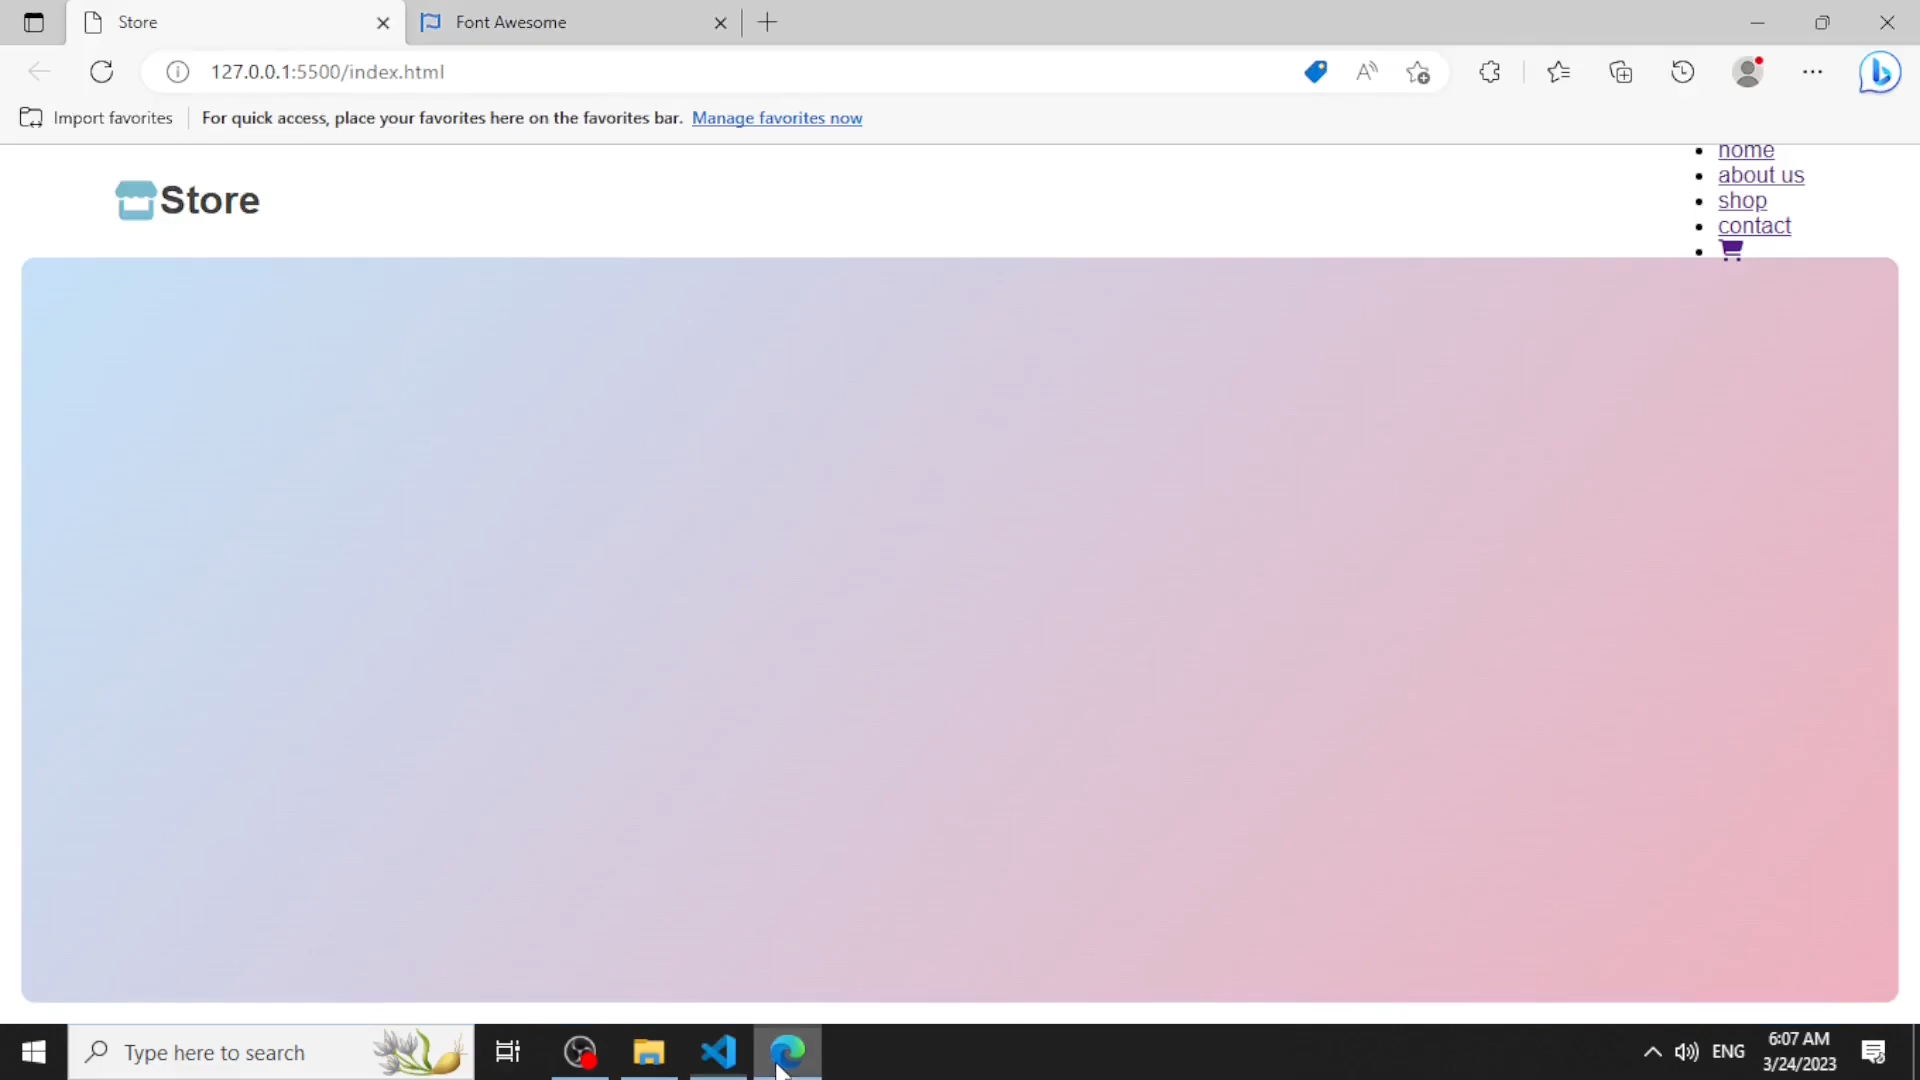 Store
Font Awesome
127.0.0.1:5500/index.html
Import favorites
For quick access, place your favorites here on the favorites bar. Manage favorites now
home
about us
shop
contact
Store
Type here to search
ENG
6:07 AM
3/24/2023